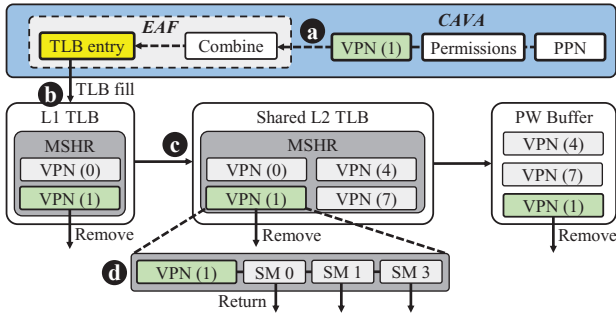 EAF
CAVA
TLB entry
Combine
a
VPN (1)
Permissions
PPN
b
TLB fill
L1 TLB
MSHR
VPN (0)
VPN (1)
Remove
c
Shared L2 TLB
MSHR
VPN (0)
VPN (4)
VPN (1)
VPN (7)
Remove
PW Buffer
VPN (4)
VPN (7)
VPN (1)
Remove
d
VPN (1)
SM 0
SM 1
SM 3
Return